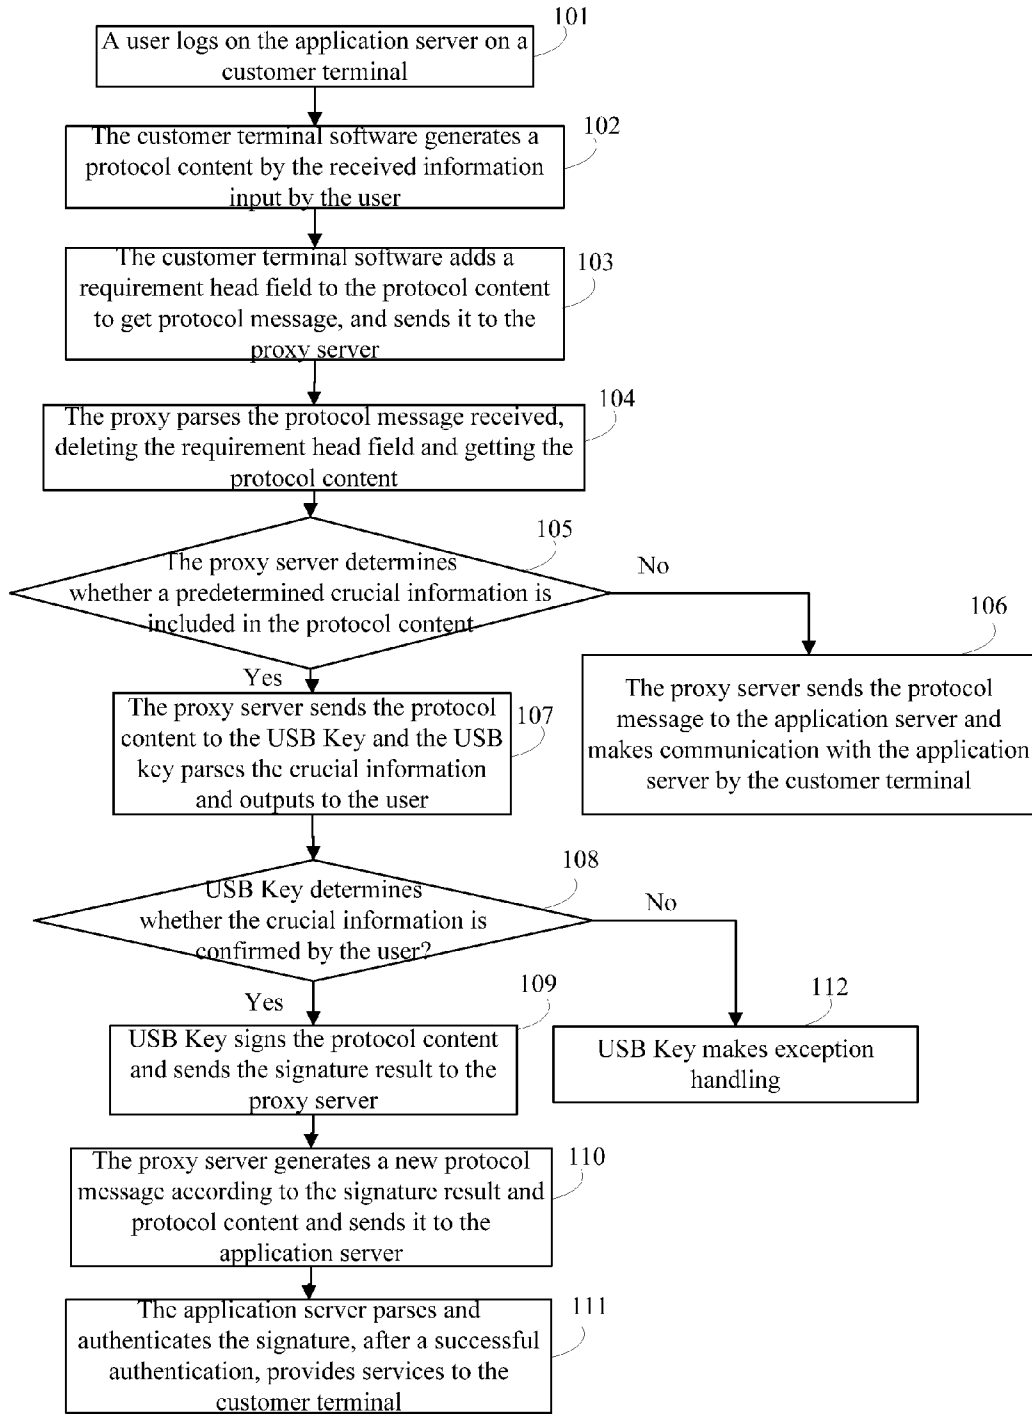 101
A user logs on the application server on a
customer terminal
102
The customer terminal software generates a
protocol content by the received information
input by the user
103
The customer terminal software adds a
requirement head field to the protocol content
to get protocol message, and sends it to the
proxy server
104
The proxy parses the protocol message received,
deleting the requirement head field and getting the
protocol content
105
The proxy server determines
whether a predetermined crucial information is
included in the protocol content
No
106
The proxy server sends the protocol
message to the application server and
makes communication with the application
server by the customer terminal
Yes
107
The proxy server sends the protocol
content to the USB Key and the USB
key parses the crucial information
and outputs to the user
108
USB Key determines
whether the crucial information is
confirmed by the user?
No
Yes
109
USB Key signs the protocol content
and sends the signature result to the
proxy server
112
USB Key makes exception
handling
110
The proxy server generates a new protocol
message according to the signature result and
protocol content and sends it to the
application server
111
The application server parses and
authenticates the signature, after a successful
authentication, provides services to the
customer terminal